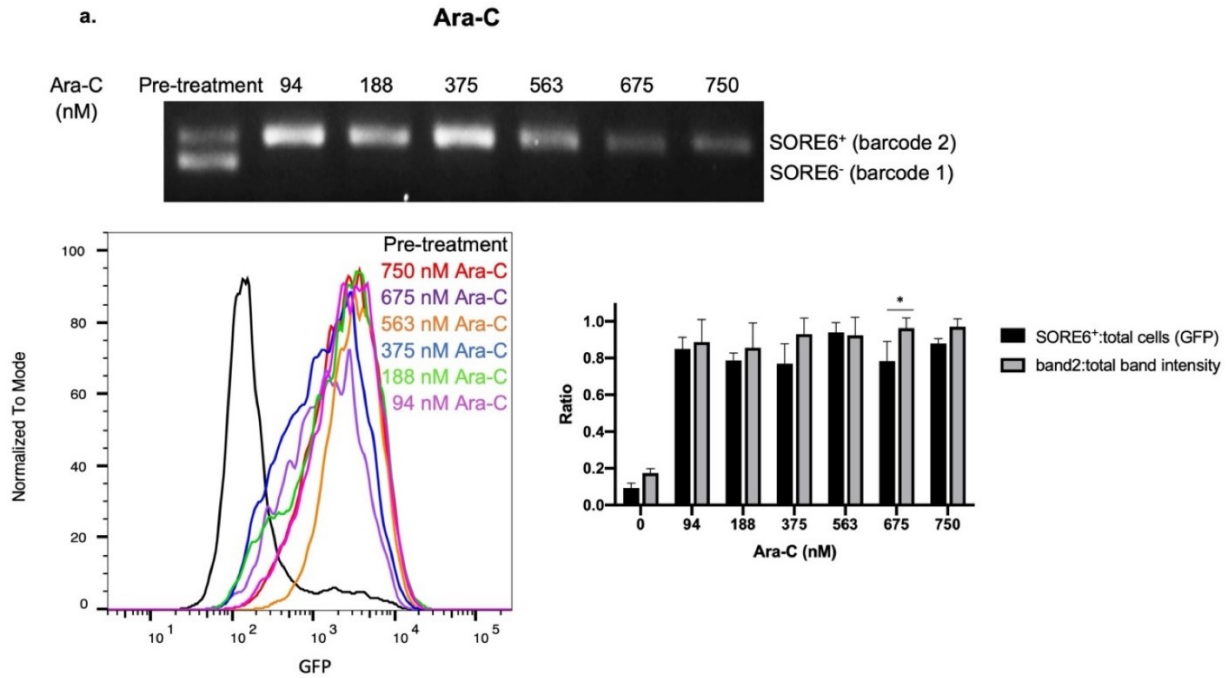 a.
Ara-C
Ara-C
(nM)
Pre-treatment 94 188 375 563 675 750
SORE6⁺ (barcode 2)
SORE6⁻ (barcode 1)
Normalized To Mode
100
80
60
40
20
0
10¹ 10² 10³ 10⁴ 10⁵
GFP
Pre-treatment
750 nM Ara-C
675 nM Ara-C
563 nM Ara-C
375 nM Ara-C
188 nM Ara-C
94 nM Ara-C
Ratio
1.0
0.8
0.6
0.4
0.2
0.0
*
0 94 188 375 563 675 750
Ara-C (nM)
SORE6⁺:total cells (GFP)
band2:total band intensity